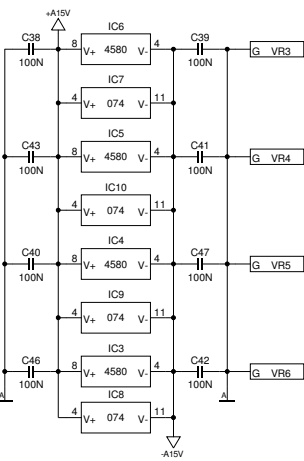 +A15V
C38 IC6 C39
8 V+ 4580 V- 4 G VR3
100N 100N
IC7
4 V+ 074 V- 11
C43 IC5 C41
8 V+ 4580 V- 4 G VR4
100N 100N
IC10
4 V+ 074 V- 11
C40 IC4 C47
8 V+ 4580 V- 4 G VR5
100N 100N
IC9
4 V+ 074 V- 11
C46 IC3 C42
8 V+ 4580 V- 4 G VR6
100N 100N
A IC8 A
4 V+ 074 V- 11
-A15V